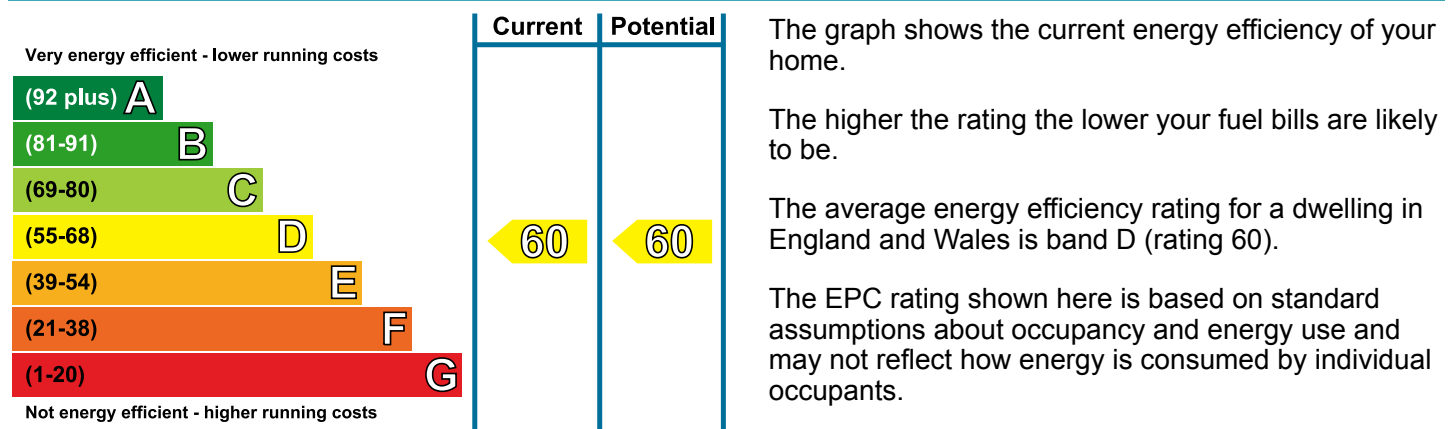 Current Potential
Very energy efficient - lower running costs
(92 plus) A
(81-91) B
(69-80) C
(55-68) D
60 60
(39-54) E
(21-38) F
(1-20) G
Not energy efficient - higher running costs
The graph shows the current energy efficiency of your
home.
The higher the rating the lower your fuel bills are likely
to be.
The average energy efficiency rating for a dwelling in
England and Wales is band D (rating 60).
The EPC rating shown here is based on standard
assumptions about occupancy and energy use and
may not reflect how energy is consumed by individual
occupants.